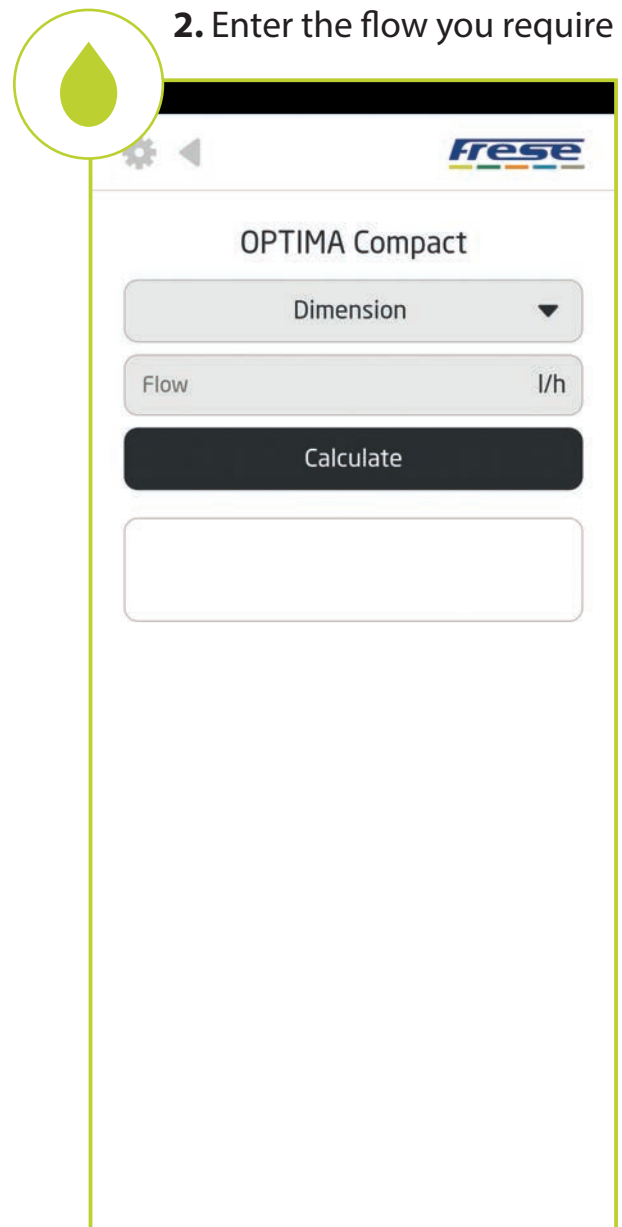 2. Enter the flow you require
Frese
OPTIMA Compact
Dimension
Flow l/h
Calculate